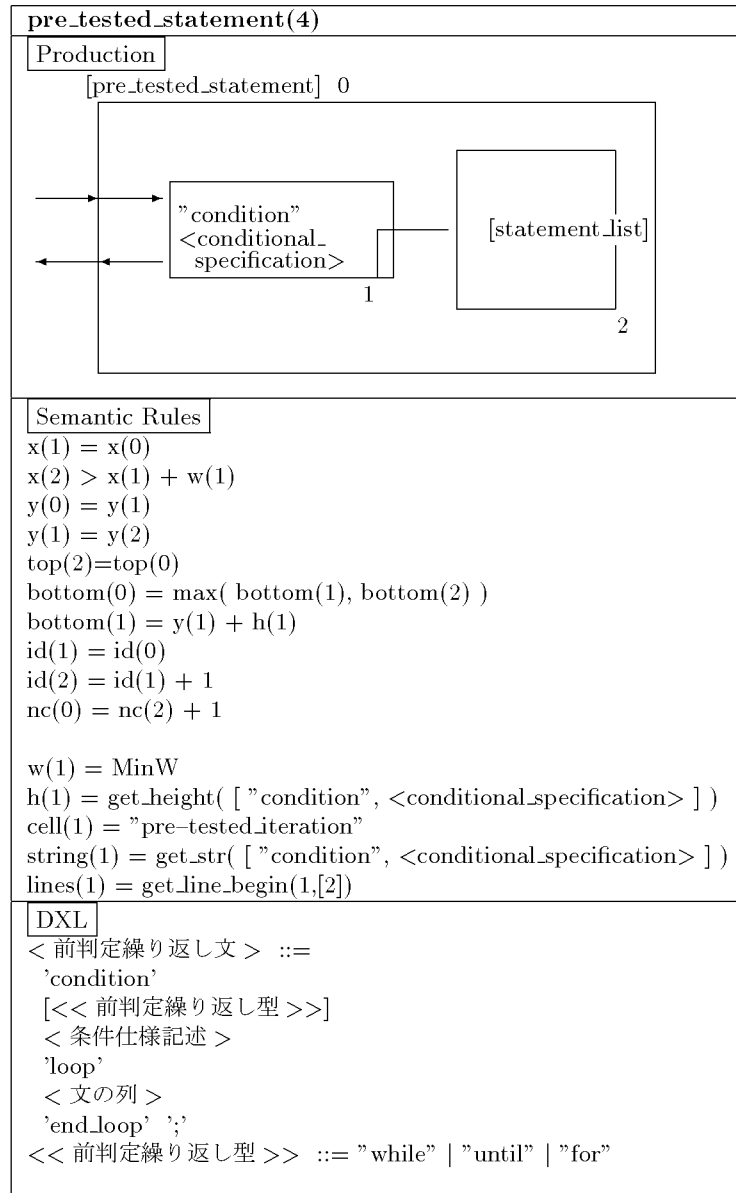 pre_tested_statement(4)
Production
[pre_tested_statement] 0
"condition"
<conditional_
specification>
1
[statement_list]
2
Semantic Rules
x(1) = x(0)
x(2) > x(1) + w(1)
y(0) = y(1)
y(1) = y(2)
top(2)=top(0)
bottom(0) = max( bottom(1), bottom(2) )
bottom(1) = y(1) + h(1)
id(1) = id(0)
id(2) = id(1) + 1
nc(0) = nc(2) + 1
w(1) = MinW
h(1) = get_height( [ "condition", <conditional_specification> ] )
cell(1) = "pre–tested_iteration"
string(1) = get_str( [ "condition", <conditional_specification> ] )
lines(1) = get_line_begin(1,[2])
DXL
< 前判定繰り返し文 > ::=
'condition'
[<< 前判定繰り返し型 >>]
< 条件仕様記述 >
'loop'
< 文の列 >
'end_loop' ';'
<< 前判定繰り返し型 >> ::= "while" | "until" | "for"